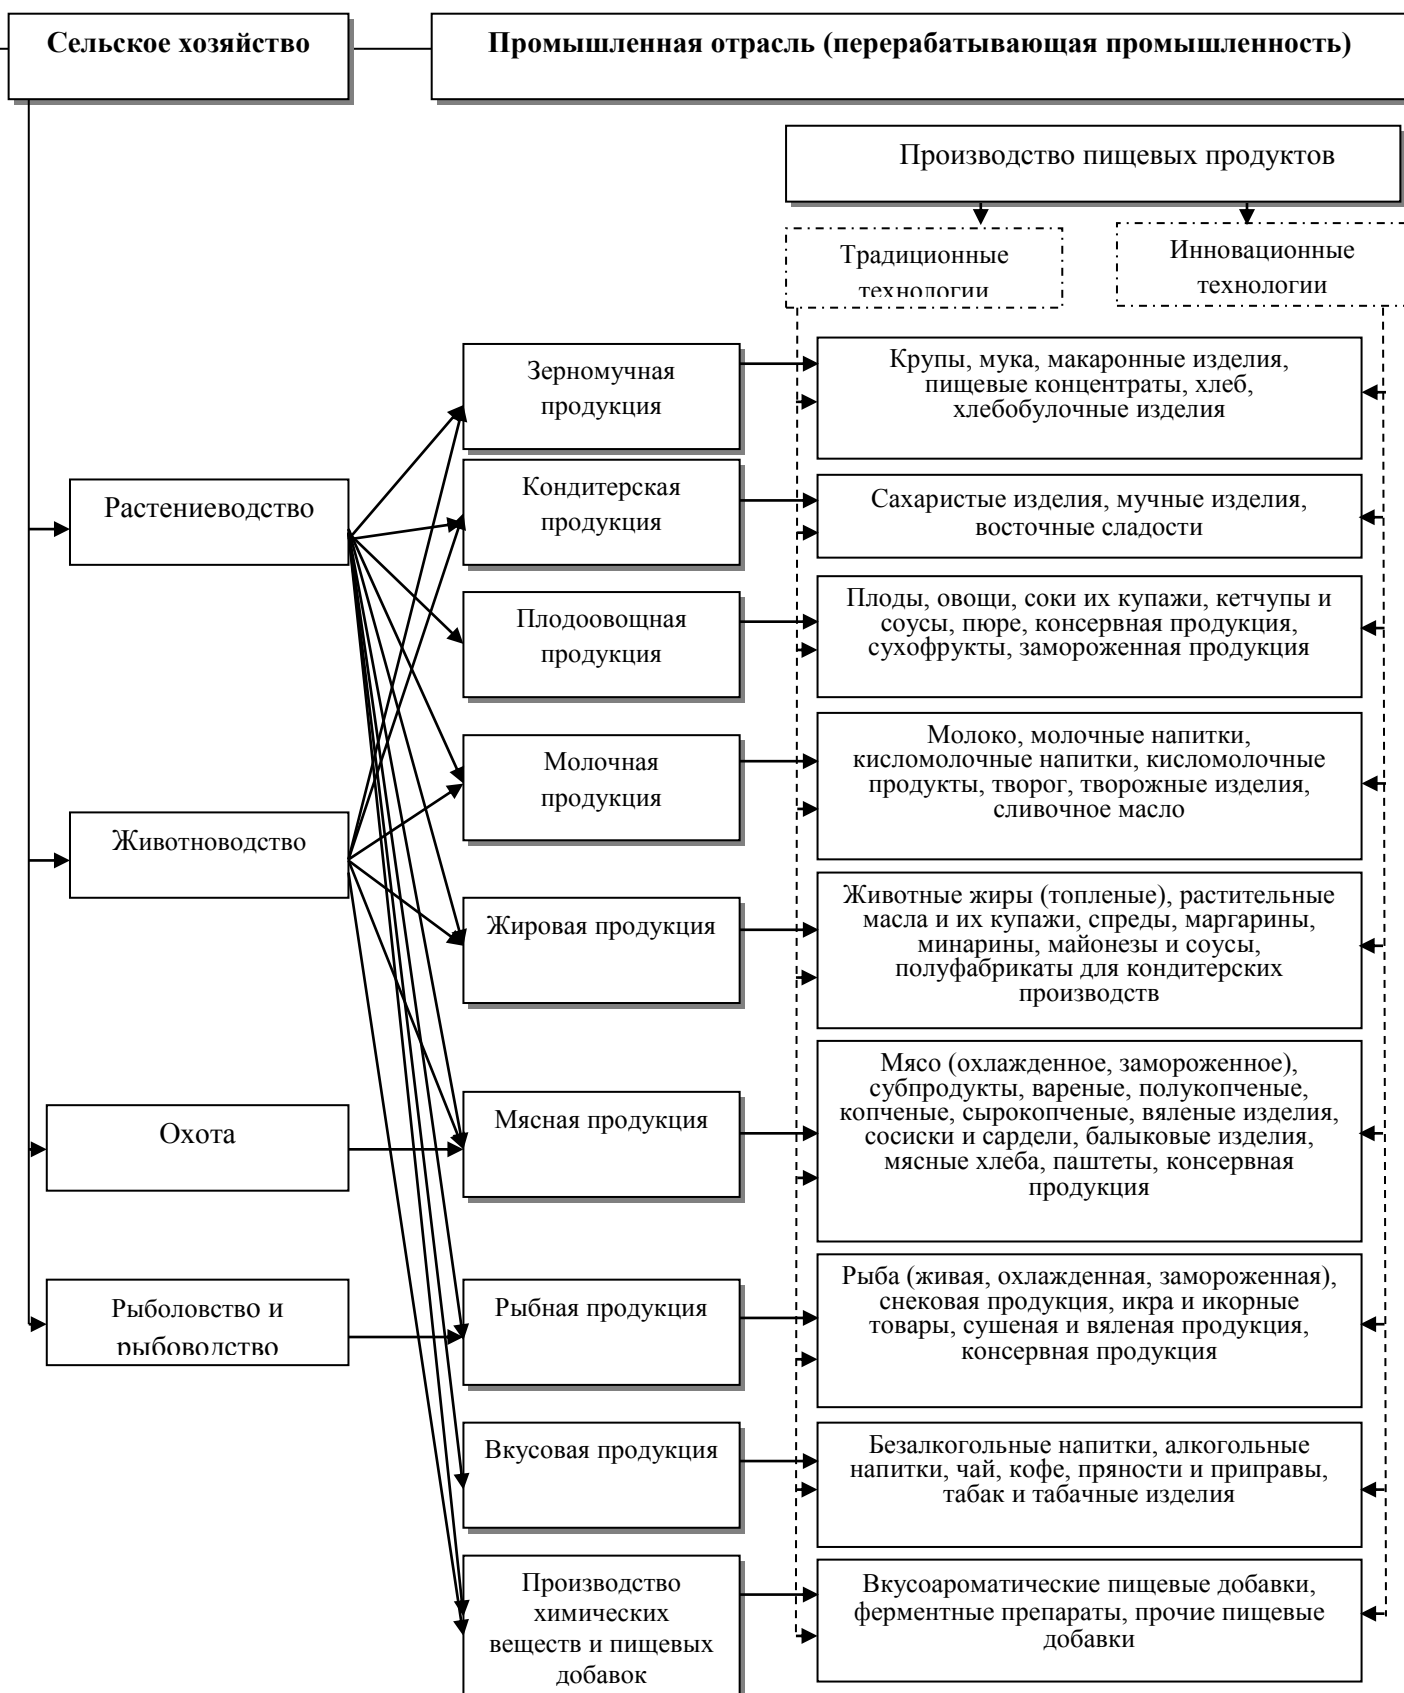 Сельское хозяйство
Промышленная отрасль (перерабатывающая промышленность)
Производство пищевых продуктов
Традиционные
технологии
Инновационные
технологии
Зерномучная
продукция
Крупы, мука, макаронные изделия,
пищевые концентраты, хлеб,
хлебобулочные изделия
Растениеводство
Кондитерская
продукция
Сахаристые изделия, мучные изделия,
восточные сладости
Плодоовощная
продукция
Плоды, овощи, соки их купажи, кетчупы и
соусы, пюре, консервная продукция,
сухофрукты, замороженная продукция
Молочная
продукция
Молоко, молочные напитки,
кисломолочные напитки, кисломолочные
продукты, творог, творожные изделия,
сливочное масло
Животноводство
Жировая продукция
Животные жиры (топленые), растительные
масла и их купажи, спреды, маргарины,
минарины, майонезы и соусы,
полуфабрикаты для кондитерских
производств
Охота
Мясная продукция
Мясо (охлажденное, замороженное),
субпродукты, вареные, полукопченые,
копченые, сырокопченые, вяленые изделия,
сосиски и сардели, балыковые изделия,
мясные хлеба, паштеты, консервная
продукция
Рыболовство и
рыбоводство
Рыбная продукция
Рыба (живая, охлажденная, замороженная),
снековая продукция, икра и икорные
товары, сушеная и вяленая продукция,
консервная продукция
Вкусовая продукция
Безалкогольные напитки, алкогольные
напитки, чай, кофе, пряности и приправы,
табак и табачные изделия
Производство
химических
веществ и пищевых
добавок
Вкусоароматические пищевые добавки,
ферментные препараты, прочие пищевые
добавки